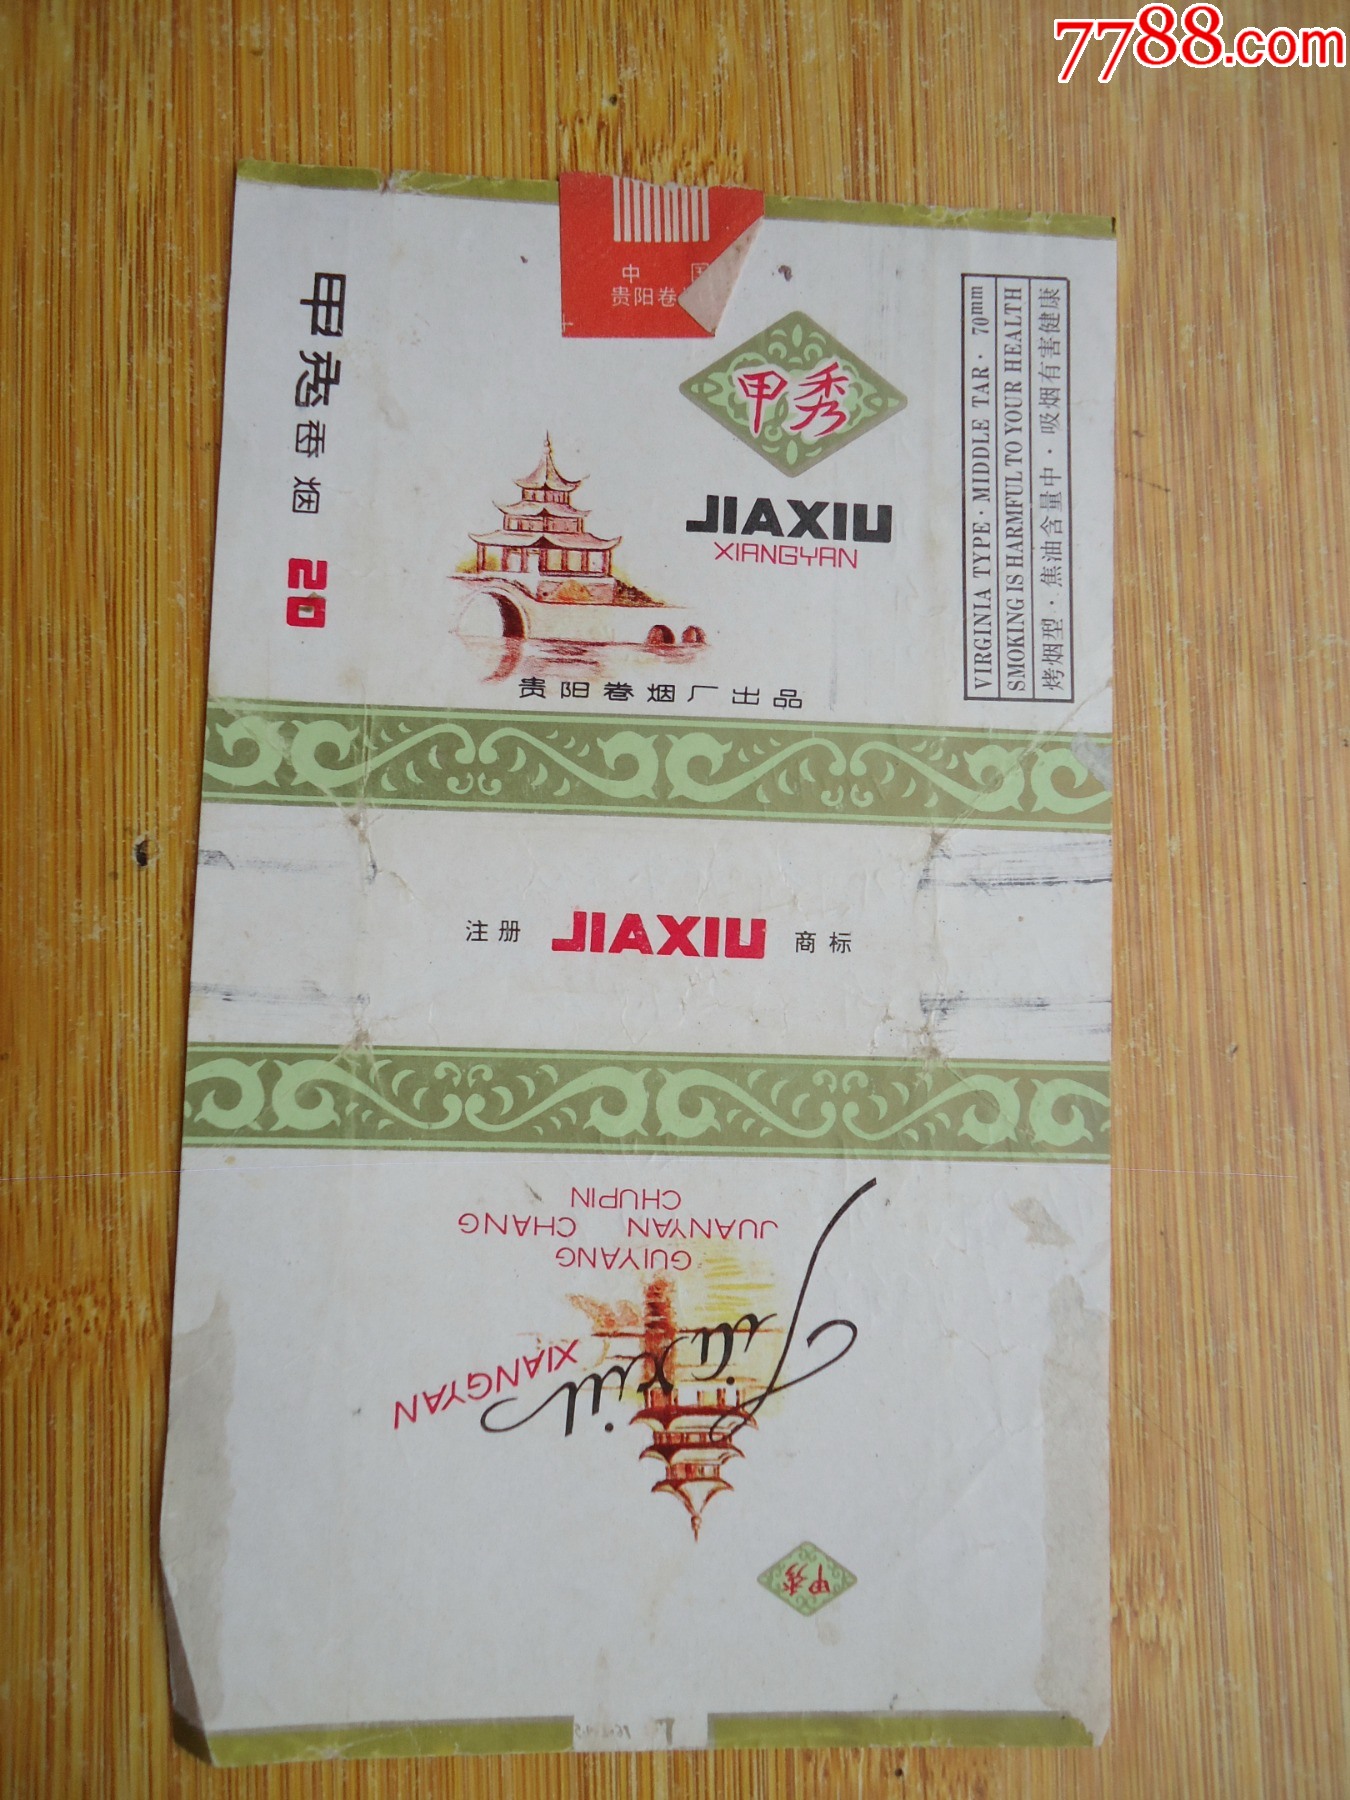 7788.com
中 国
贵阳卷
甲秀香烟 20
甲秀
JIAXIU
XIANGYAN
贵阳卷烟厂出品
VIRGINIA TYPE · MIDDLE TAR · 70mm
SMOKING IS HARMFUL TO YOUR HEALTH
烤烟型 · 焦油含量中 · 吸烟有害健康
注册 JIAXIU 商标
甲秀
Jiaxiu
XIANGYAN
GUIYANG
JUANYAN CHANG
CHUPIN